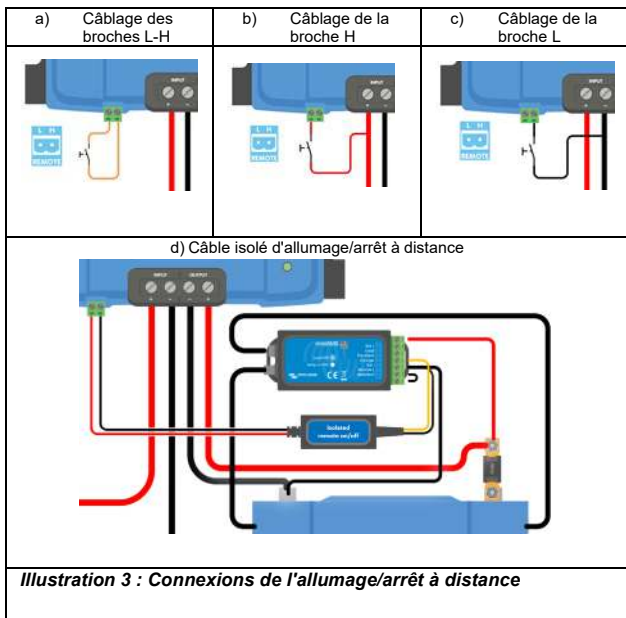 a) Câblage des
broches L-H
b) Câblage de la
broche H
c) Câblage de la
broche L
INPUT
L H
REMOTE
INPUT
L H
REMOTE
INPUT
L H
REMOTE
d) Câble isolé d'allumage/arrêt à distance
INPUT OUTPUT
Isolated
remote on/off
Illustration 3 : Connexions de l'allumage/arrêt à distance